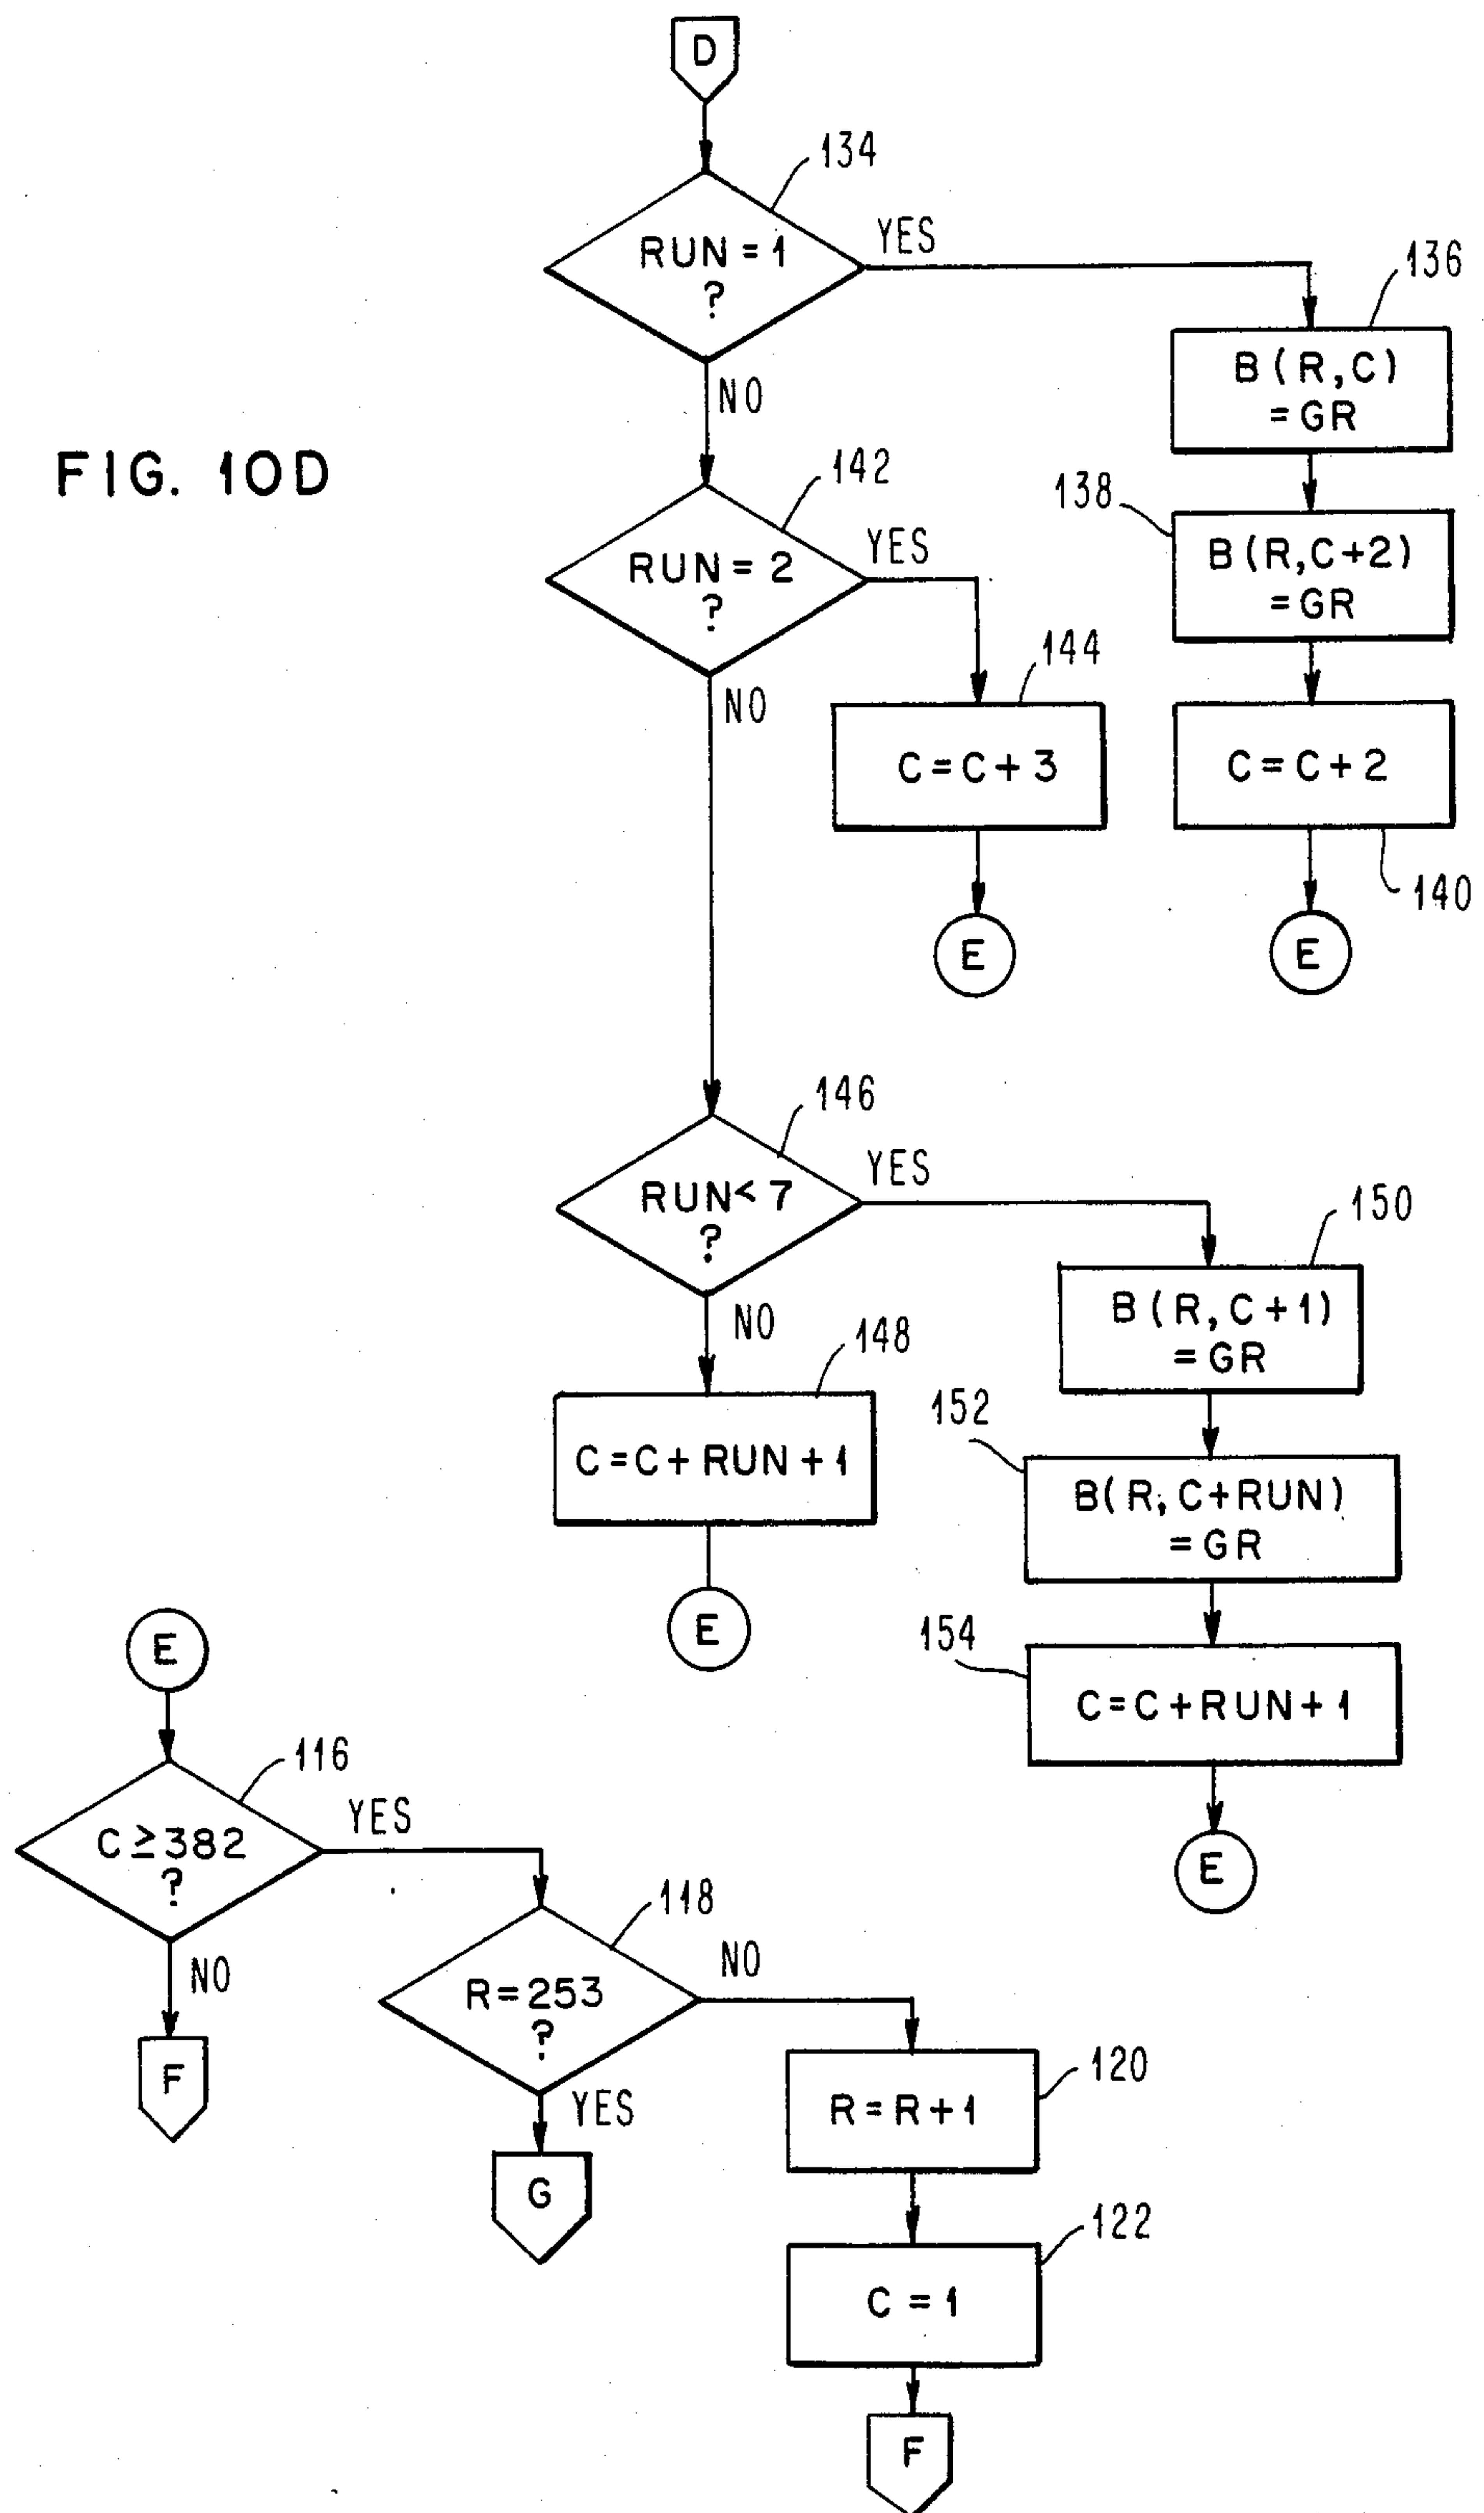 D
134
RUN = 1
?
YES
136
B(R,C)
= GR
NO
FIG. 10D
142
RUN = 2
?
YES
138
B(R,C+2)
= GR
144
NO
C = C + 3
C = C + 2
140
E
E
146
RUN < 7
?
YES
150
B(R, C+1)
= GR
NO
148
C = C + RUN + 1
152
B(R, C+RUN)
= GR
E
154
C = C + RUN + 1
E
E
116
C ≥ 382
?
YES
NO
F
118
R = 253
?
NO
YES
G
120
R = R + 1
122
C = 1
F